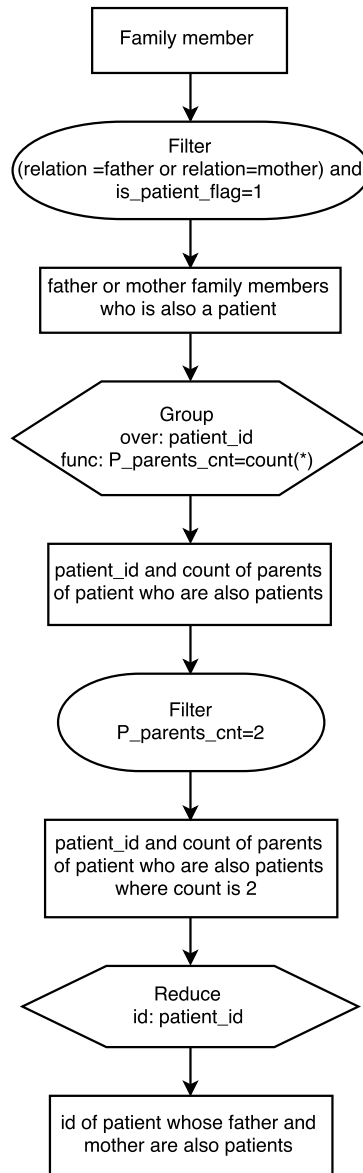 Family member
Filter
(relation =father or relation=mother) and
is_patient_flag=1
father or mother family members
who is also a patient
Group
over: patient_id
func: P_parents_cnt=count(*)
patient_id and count of parents
of patient who are also patients
Filter
P_parents_cnt=2
patient_id and count of parents
of patient who are also patients
where count is 2
Reduce
id: patient_id
id of patient whose father and
mother are also patients